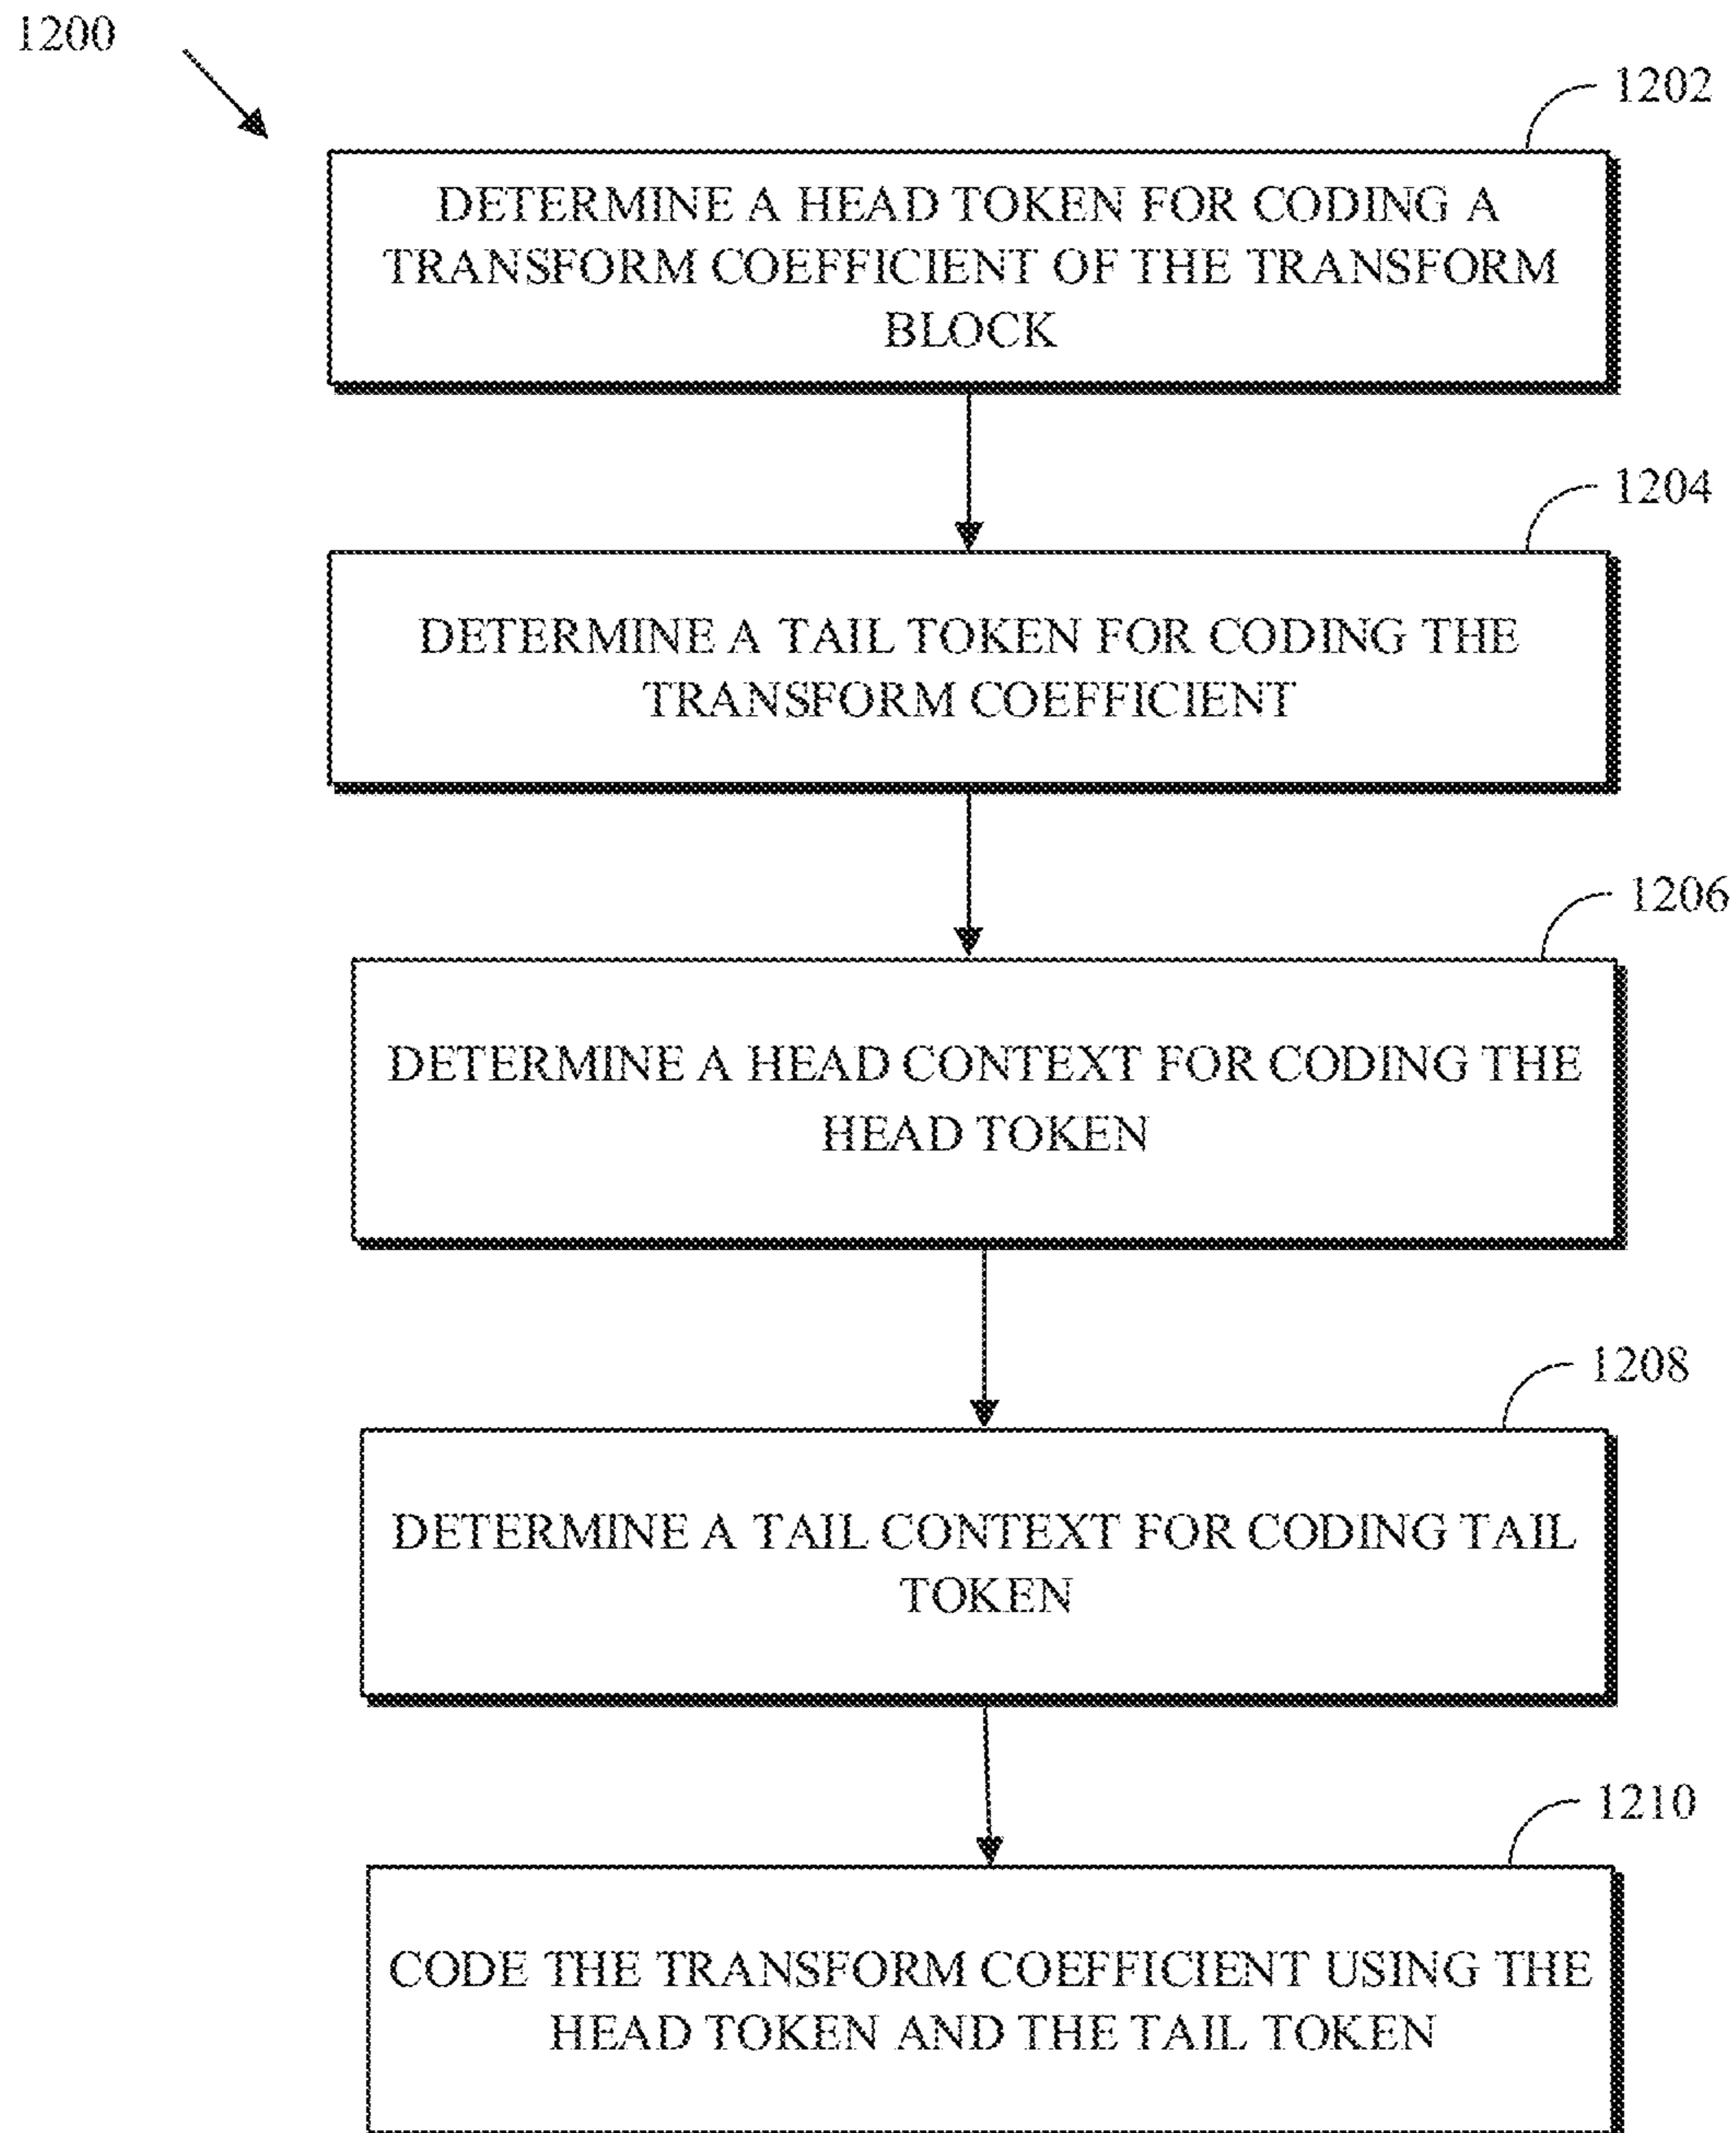 1200
1202
DETERMINE A HEAD TOKEN FOR CODING A
TRANSFORM COEFFICIENT OF THE TRANSFORM
BLOCK
1204
DETERMINE A TAIL TOKEN FOR CODING THE
TRANSFORM COEFFICIENT
1206
DETERMINE A HEAD CONTEXT FOR CODING THE
HEAD TOKEN
1208
DETERMINE A TAIL CONTEXT FOR CODING TAIL
TOKEN
1210
CODE THE TRANSFORM COEFFICIENT USING THE
HEAD TOKEN AND THE TAIL TOKEN